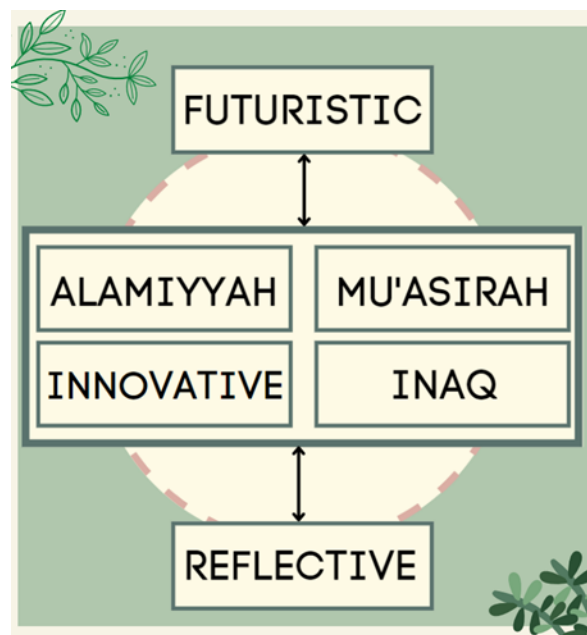 FUTURISTIC
ALAMIYYAH
MU'ASIRAH
INNOVATIVE
INAQ
REFLECTIVE